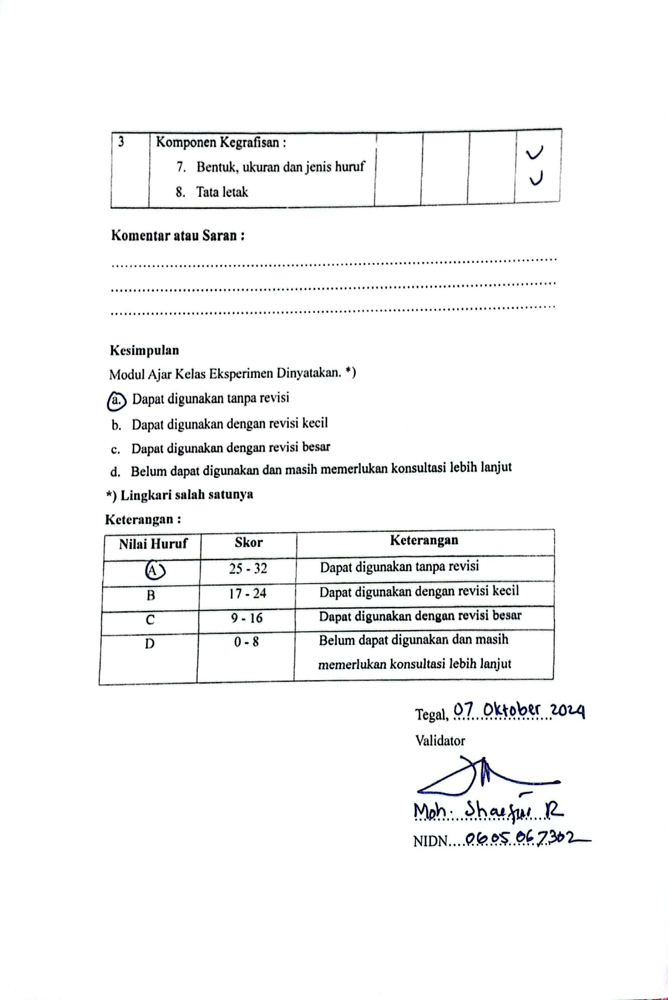 3 Komponen Kegrafisan :
7. Bentuk, ukuran dan jenis huruf
8. Tata letak
Komentar atau Saran :
Kesimpulan
Modul Ajar Kelas Eksperimen Dinyatakan. *)
a. Dapat digunakan tanpa revisi
b. Dapat digunakan dengan revisi kecil
c. Dapat digunakan dengan revisi besar
d. Belum dapat digunakan dan masih memerlukan konsultasi lebih lanjut
*) Lingkari salah satunya
Keterangan :
Nilai Huruf Skor Keterangan
A 25 - 32 Dapat digunakan tanpa revisi
B 17 - 24 Dapat digunakan dengan revisi kecil
C 9 - 16 Dapat digunakan dengan revisi besar
D 0 - 8 Belum dapat digunakan dan masih
memerlukan konsultasi lebih lanjut
Tegal, 07 Oktober 2024
Validator
Moh. Shaefur R
NIDN....0605067302